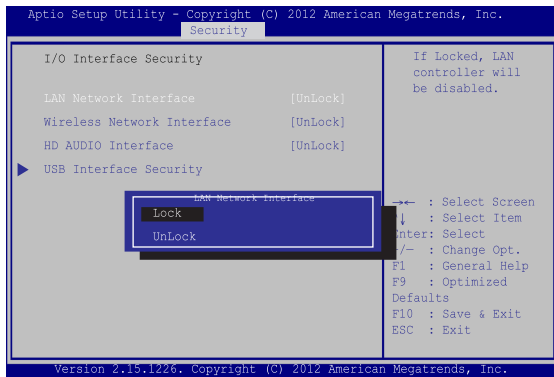 Aptio Setup Utility - Copyright (C) 2012 American Megatrends, Inc.
Security
I/O Interface Security
LAN Network Interface [UnLock]
Wireless Network Interface [UnLock]
HD AUDIO Interface [UnLock]
USB Interface Security
If Locked, LAN
controller will
be disabled.
LAN Network Interface
Lock
UnLock
→← : Select Screen
↓ : Select Item
Enter: Select
+/— : Change Opt.
F1 : General Help
F9 : Optimized
Defaults
F10 : Save & Exit
ESC : Exit
Version 2.15.1226. Copyright (C) 2012 American Megatrends, Inc.